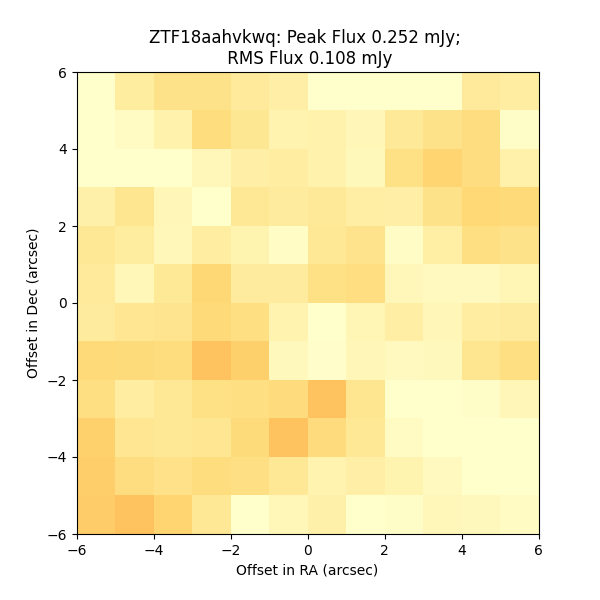 ZTF18aahvkwq: Peak Flux 0.252 mJy;
RMS Flux 0.108 mJy
6
4
2
0
−2
−4
−6
Offset in Dec (arcsec)
−6 −4 −2 0 2 4 6
Offset in RA (arcsec)